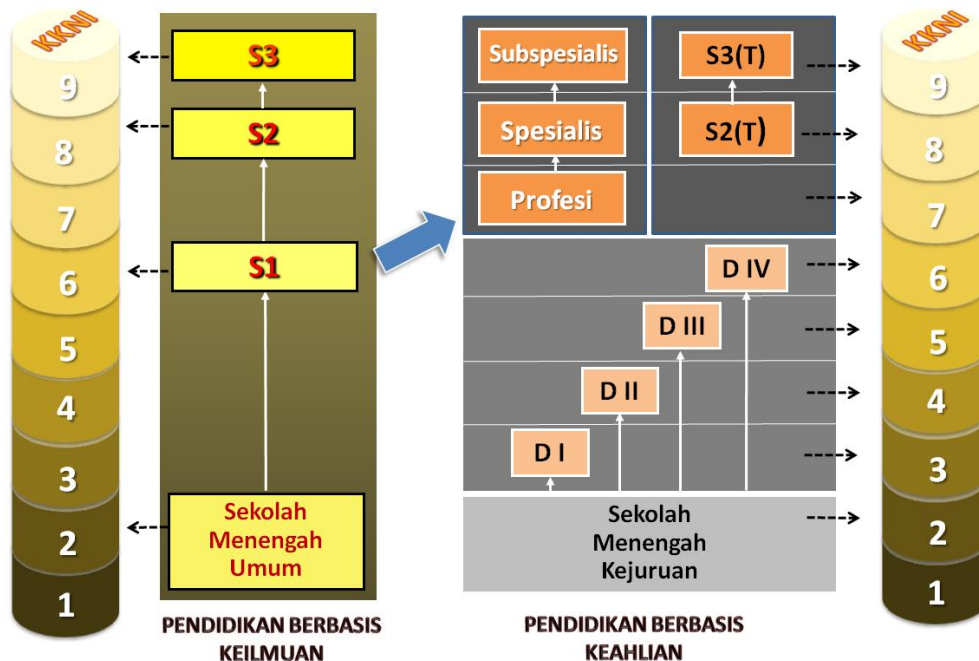 KKNI
9
8
7
6
5
4
3
2
1
S3
S2
S1
Sekolah
Menengah
Umum
PENDIDIKAN BERBASIS
KEILMUAN
Subspesialis
S3(T)
Spesialis
S2(T)
Profesi
D IV
D III
D II
D I
Sekolah
Menengah
Kejuruan
PENDIDIKAN BERBASIS
KEAHLIAN
KKNI
9
8
7
6
5
4
3
2
1